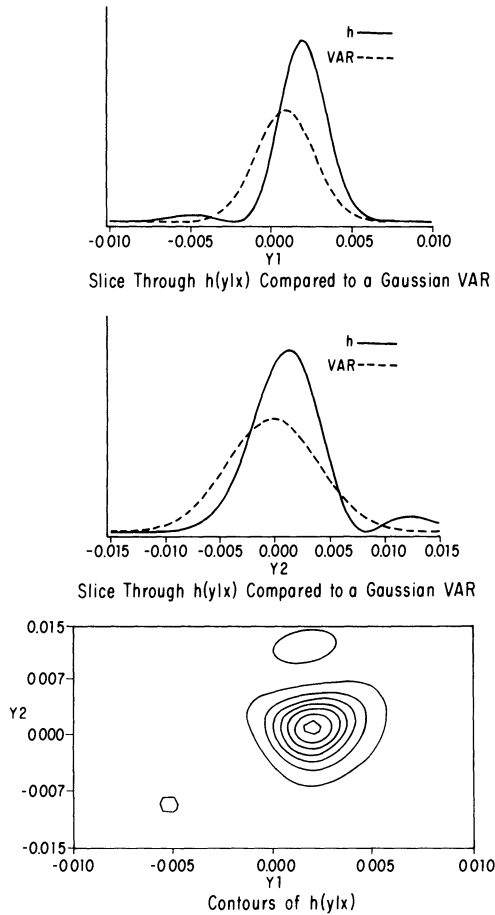 h
VAR
-0 010 -0.005 0.000 0.005 0.010
Y1
Slice Through h(y|x) Compared to a Gaussian VAR
h
VAR
-0.015 -0.010 -0.005 0.000 0.005 0.010 0.015
Y2
Slice Through h(y|x) Compared to a Gaussian VAR
0.015
0 007
Y2
0 000
-0 007
-0.015
-0 010 -0 005 0 000 0 005 0 010
Y1
Contours of h(y|x)